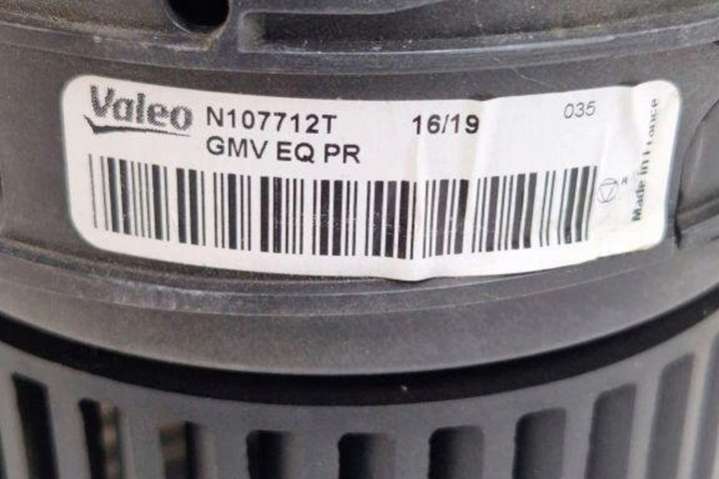 Valeo N107712T 16/19 035
GMV EQ PR
Made in France